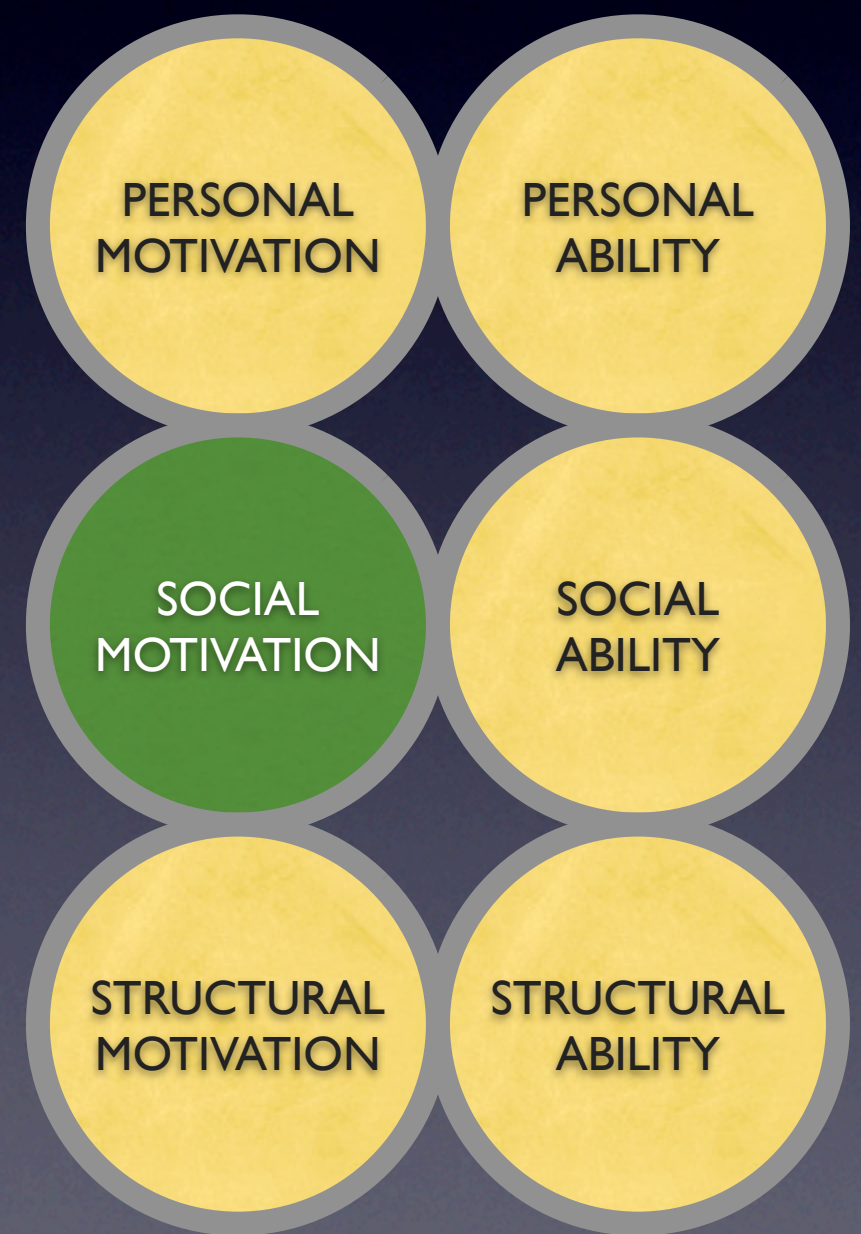 PERSONAL
MOTIVATION
PERSONAL
ABILITY
SOCIAL
MOTIVATION
SOCIAL
ABILITY
STRUCTURAL
MOTIVATION
STRUCTURAL
ABILITY